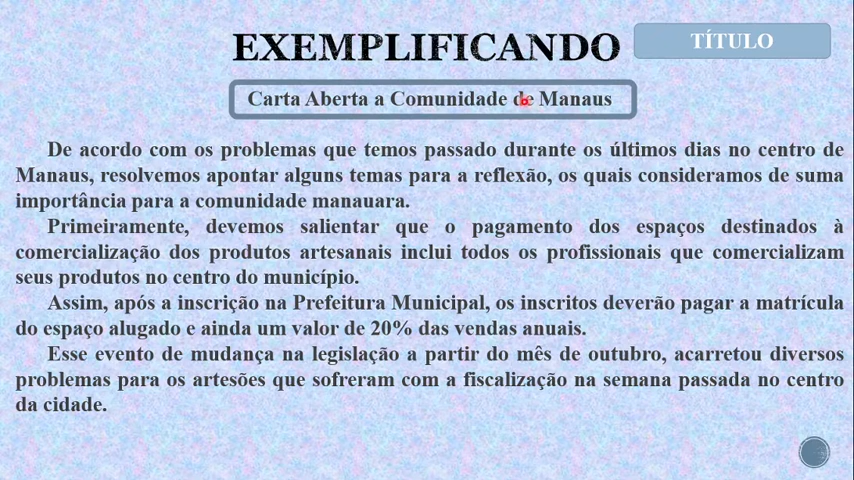 EXEMPLIFICANDO
TÍTULO
Carta Aberta a Comunidade de Manaus
De acordo com os problemas que temos passado durante os últimos dias no centro de
Manaus, resolvemos apontar alguns temas para a reflexão, os quais consideramos de suma
importância para a comunidade manauara.
Primeiramente, devemos salientar que o pagamento dos espaços destinados à
comercialização dos produtos artesanais inclui todos os profissionais que comercializam
seus produtos no centro do município.
Assim, após a inscrição na Prefeitura Municipal, os inscritos deverão pagar a matrícula
do espaço alugado e ainda um valor de 20% das vendas anuais.
Esse evento de mudança na legislação a partir do mês de outubro, acarretou diversos
problemas para os artesões que sofreram com a fiscalização na semana passada no centro
da cidade.